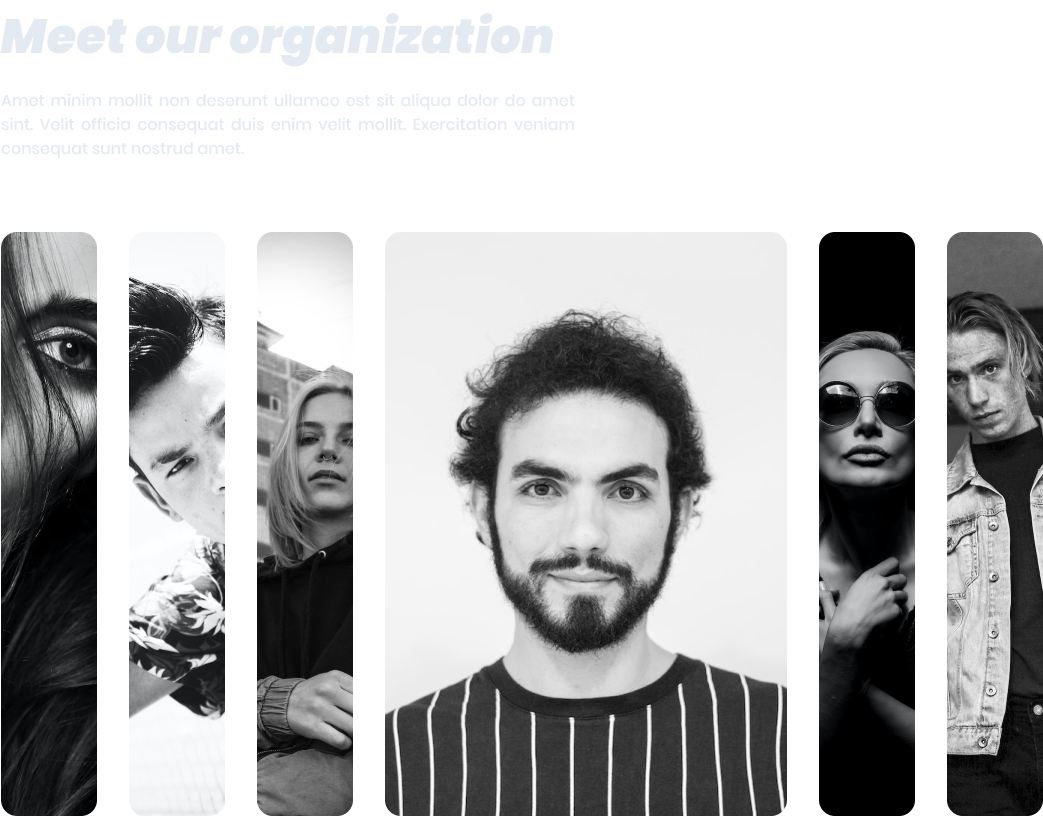 Meet our organization
Amet minim mollit non deserunt ullamco est sit aliqua dolor do amet
sint. Velit officia consequat duis enim velit mollit. Exercitation veniam
consequat sunt nostrud amet.